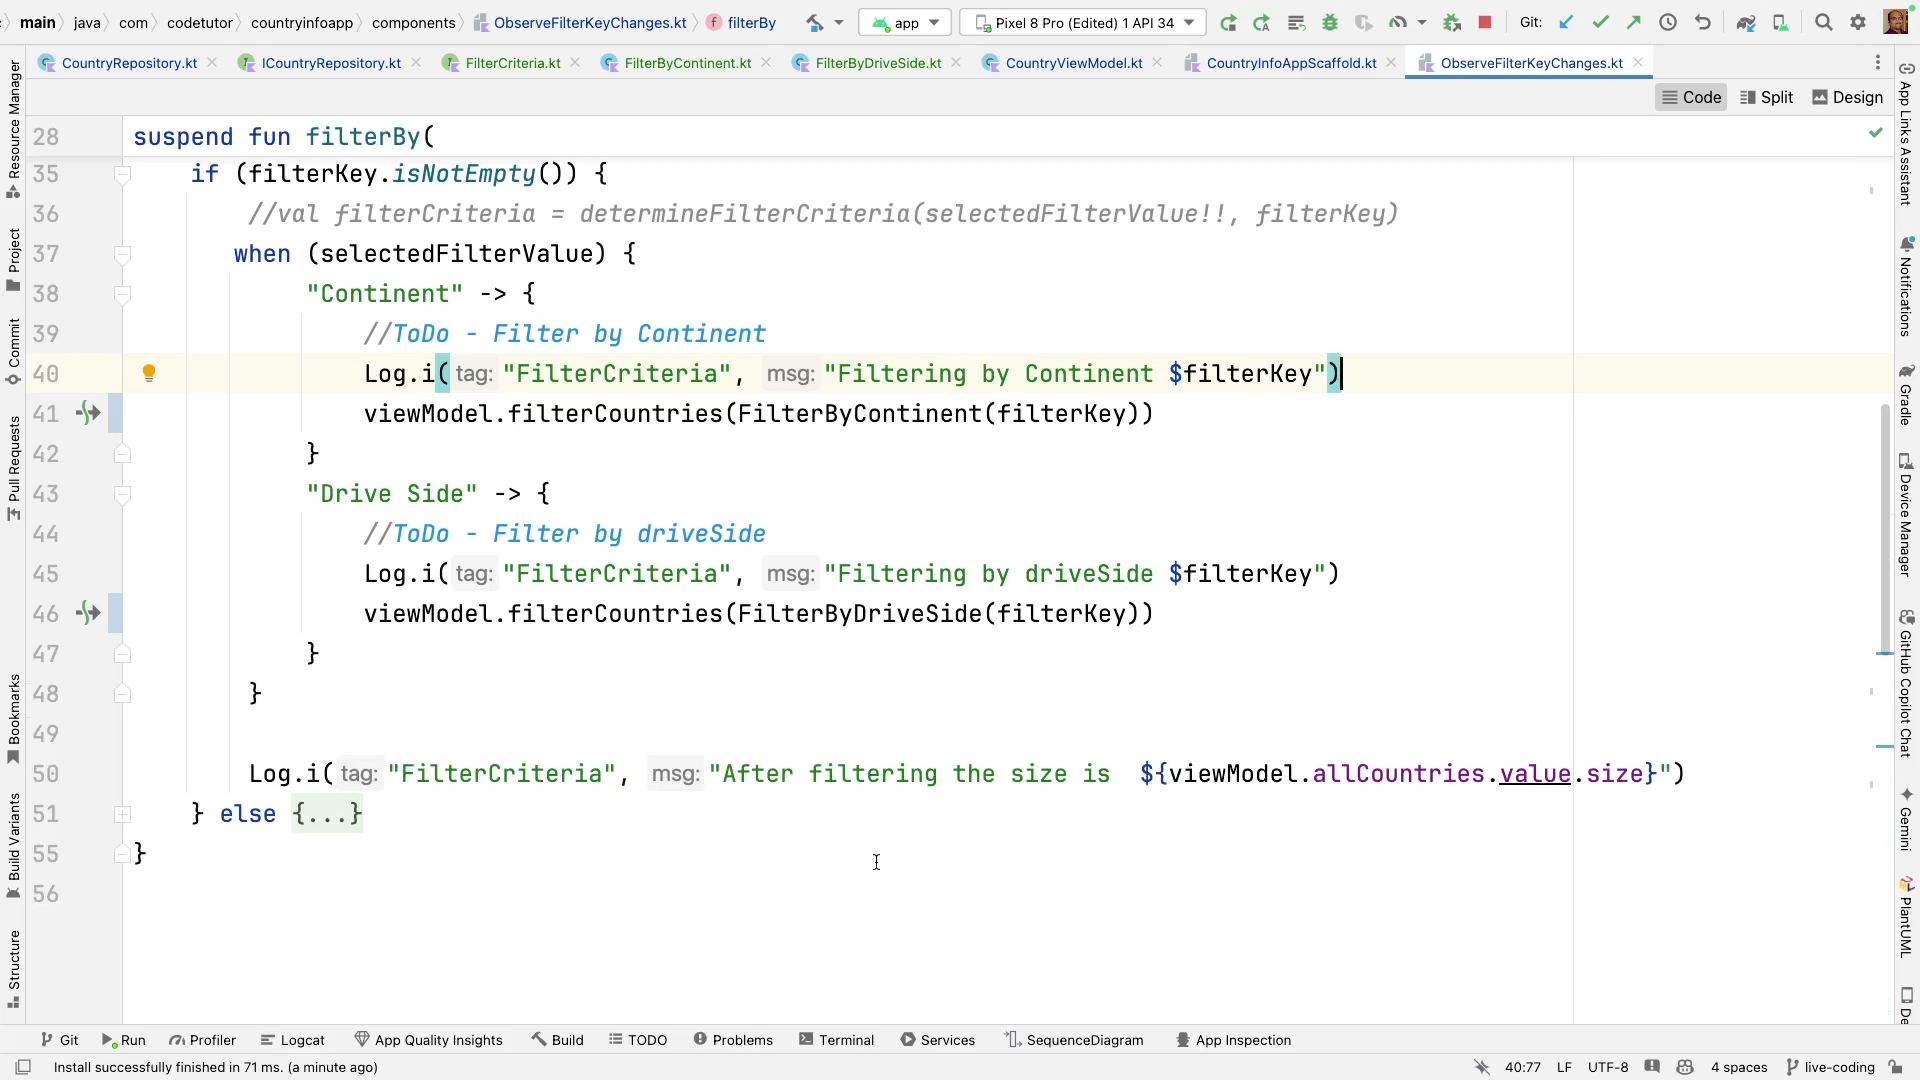 main java com codetutor countryinfoapp components ObserveFilterKeyChanges.kt filterBy app Pixel 8 Pro (Edited) 1 API 34 Git:
CountryRepository.kt ICountryRepository.kt FilterCriteria.kt FilterByContinent.kt FilterByDriveSide.kt CountryViewModel.kt CountryInfoAppScaffold.kt ObserveFilterKeyChanges.kt
Code Split Design
28 suspend fun filterBy(
35 if (filterKey.isNotEmpty()) {
36 //val filterCriteria = determineFilterCriteria(selectedFilterValue!!, filterKey)
37 when (selectedFilterValue) {
38 "Continent" -> {
39 //ToDo - Filter by Continent
40 Log.i( tag: "FilterCriteria", msg: "Filtering by Continent $filterKey")
41 viewModel.filterCountries(FilterByContinent(filterKey))
42 }
43 "Drive Side" -> {
44 //ToDo - Filter by driveSide
45 Log.i( tag: "FilterCriteria", msg: "Filtering by driveSide $filterKey")
46 viewModel.filterCountries(FilterByDriveSide(filterKey))
47 }
48 }
49
50 Log.i( tag: "FilterCriteria", msg: "After filtering the size is ${viewModel.allCountries.value.size}")
51 } else {...}
55 }
56
Resource Manager
Project
Commit
Pull Requests
Bookmarks
Build Variants
Structure
App Links Assistant
Notifications
Gradle
Device Manager
GitHub Copilot Chat
Gemini
PlantUML
De
Git Run Profiler Logcat App Quality Insights Build TODO Problems Terminal Services SequenceDiagram App Inspection
Install successfully finished in 71 ms. (a minute ago) 40:77 LF UTF-8 4 spaces live-coding